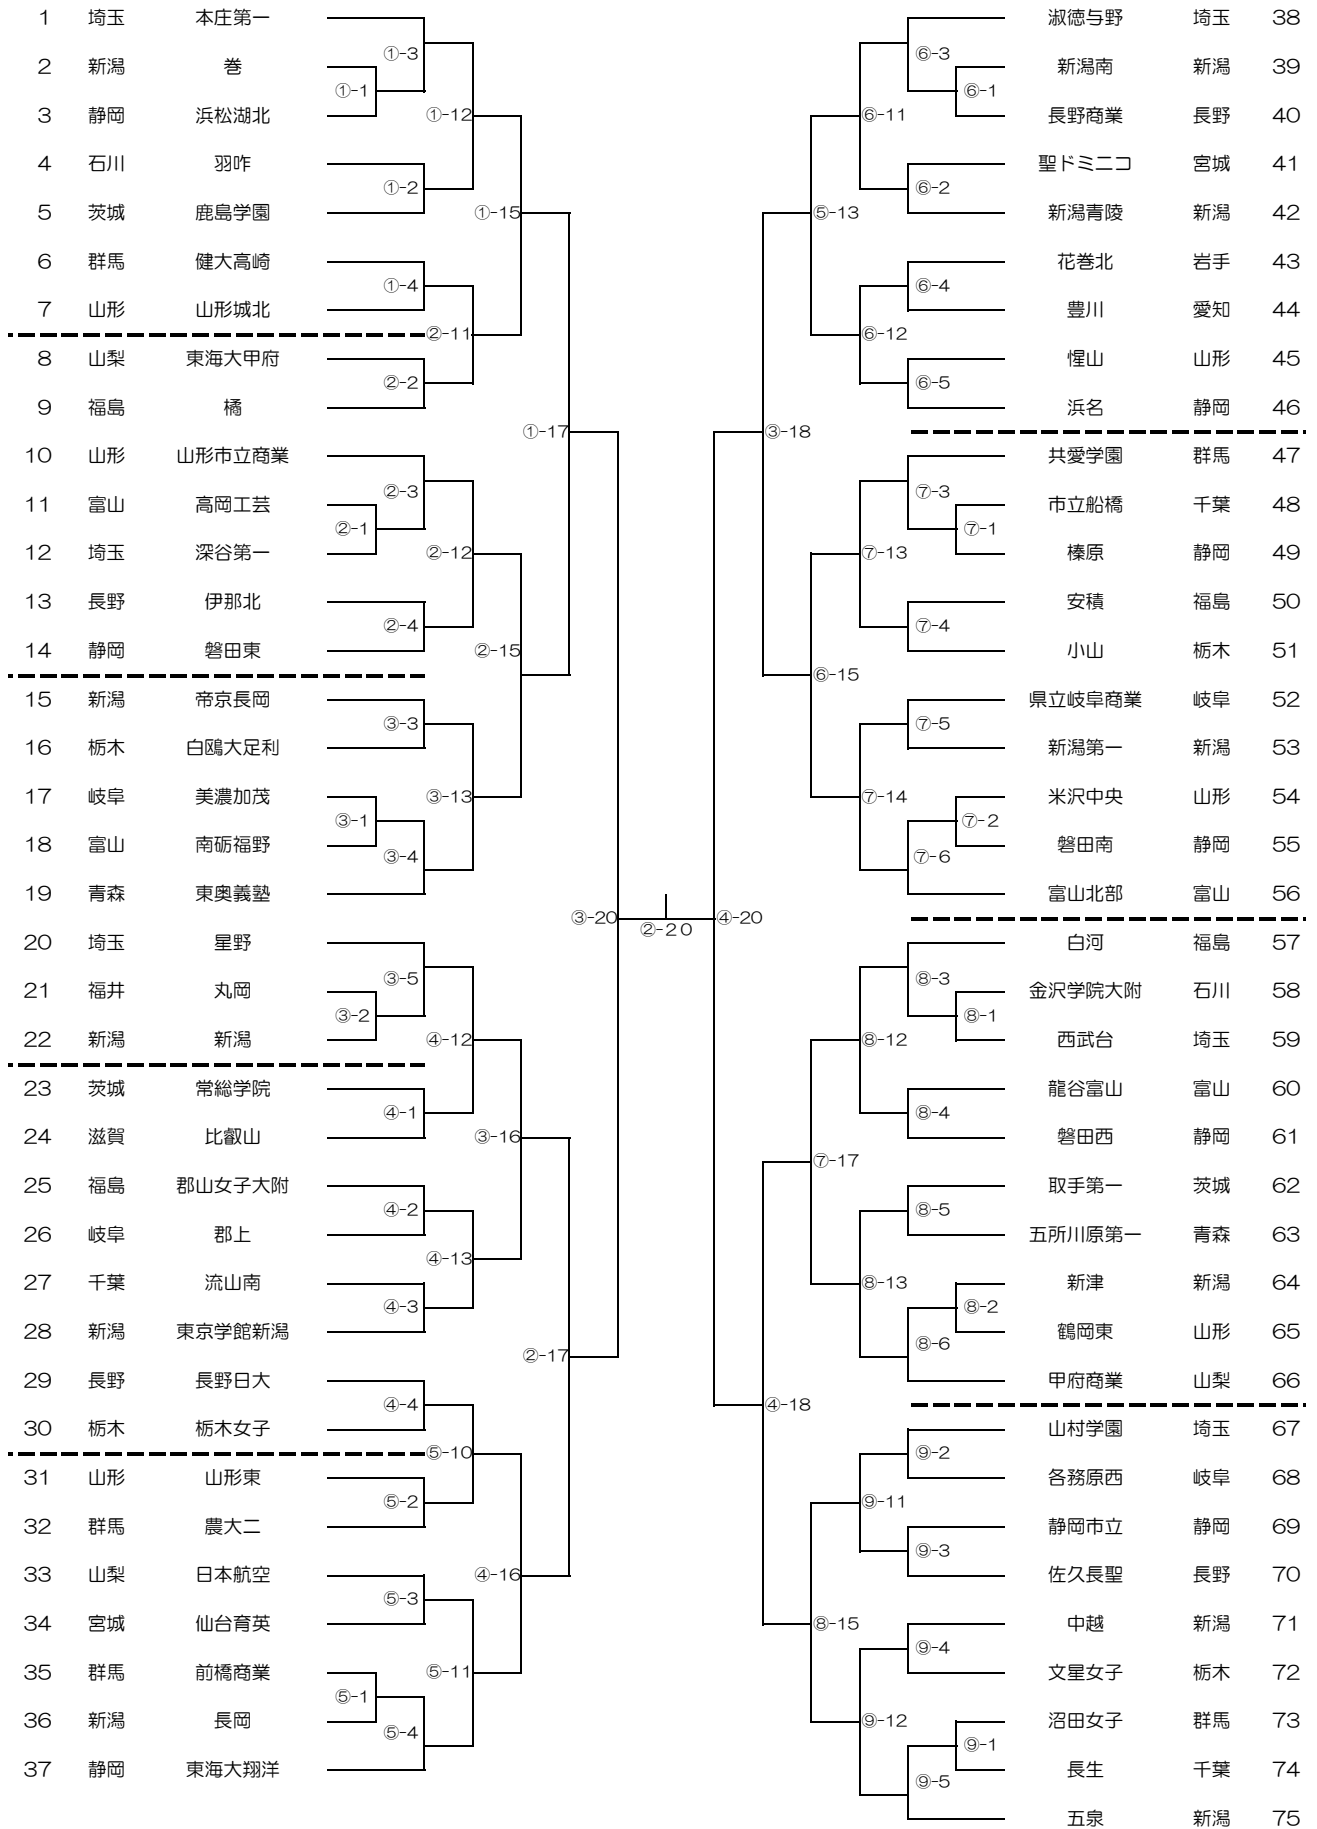 1 埼玉 本庄第一
2 新潟 巻
3 静岡 浜松湖北
4 石川 羽咋
5 茨城 鹿島学園
6 群馬 健大高崎
7 山形 山形城北
8 山梨 東海大甲府
9 福島 橘
10 山形 山形市立商業
11 富山 高岡工芸
12 埼玉 深谷第一
13 長野 伊那北
14 静岡 磐田東
15 新潟 帝京長岡
16 栃木 白鴎大足利
17 岐阜 美濃加茂
18 富山 南砺福野
19 青森 東奥義塾
20 埼玉 星野
21 福井 丸岡
22 新潟 新潟
23 茨城 常総学院
24 滋賀 比叡山
25 福島 郡山女子大附
26 岐阜 郡上
27 千葉 流山南
28 新潟 東京学館新潟
29 長野 長野日大
30 栃木 栃木女子
31 山形 山形東
32 群馬 農大二
33 山梨 日本航空
34 宮城 仙台育英
35 群馬 前橋商業
36 新潟 長岡
37 静岡 東海大翔洋
①-3
①-1
①-12
①-2
①-15
①-4
②-11
②-2
①-17
②-3
②-1
②-12
②-4
②-15
③-3
③-13
③-1
③-4
③-20
③-5
③-2
④-12
④-1
③-16
④-2
④-13
④-3
②-17
④-4
⑤-10
⑤-2
④-16
⑤-3
⑤-11
⑤-1
⑤-4
②-20
④-20
⑥-3
⑥-1
⑥-11
⑥-2
⑤-13
⑥-4
⑥-12
⑥-5
③-18
⑦-3
⑦-1
⑦-13
⑦-4
⑥-15
⑦-5
⑦-14
⑦-2
⑦-6
⑧-3
⑧-1
⑧-12
⑧-4
⑦-17
⑧-5
⑧-13
⑧-2
⑧-6
④-18
⑨-2
⑨-11
⑨-3
⑧-15
⑨-4
⑨-12
⑨-1
⑨-5
淑徳与野 埼玉 38
新潟南 新潟 39
長野商業 長野 40
聖ドミニコ 宮城 41
新潟青陵 新潟 42
花巻北 岩手 43
豊川 愛知 44
惺山 山形 45
浜名 静岡 46
共愛学園 群馬 47
市立船橋 千葉 48
榛原 静岡 49
安積 福島 50
小山 栃木 51
県立岐阜商業 岐阜 52
新潟第一 新潟 53
米沢中央 山形 54
磐田南 静岡 55
富山北部 富山 56
白河 福島 57
金沢学院大附 石川 58
西武台 埼玉 59
龍谷富山 富山 60
磐田西 静岡 61
取手第一 茨城 62
五所川原第一 青森 63
新津 新潟 64
鶴岡東 山形 65
甲府商業 山梨 66
山村学園 埼玉 67
各務原西 岐阜 68
静岡市立 静岡 69
佐久長聖 長野 70
中越 新潟 71
文星女子 栃木 72
沼田女子 群馬 73
長生 千葉 74
五泉 新潟 75